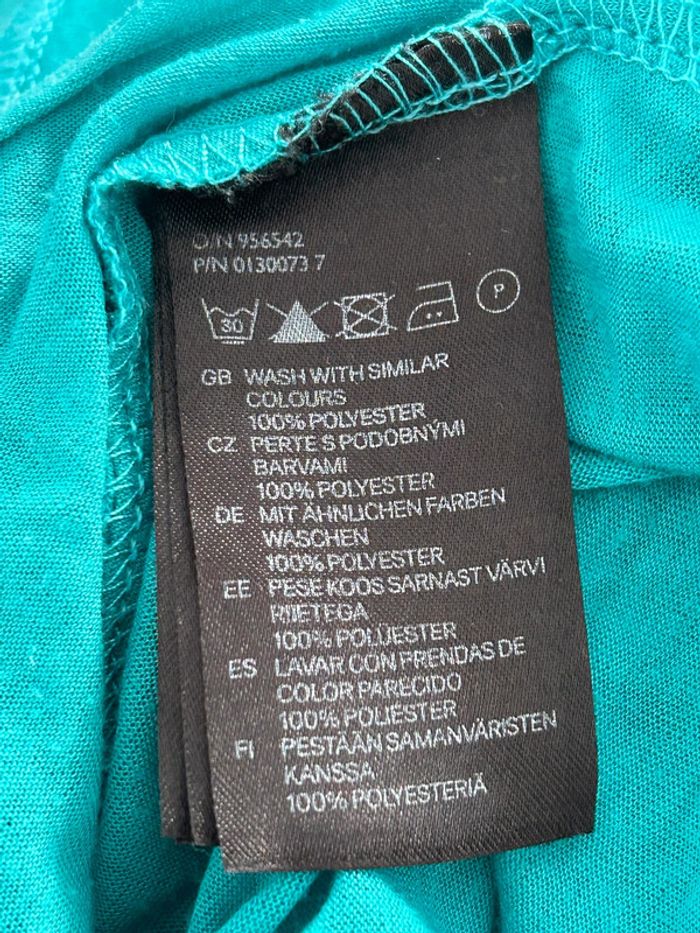 O/N 956542
P/N 0130073 7
30 P
GB WASH WITH SIMILAR
COLOURS
100% POLYESTER
CZ PERTE S PODOBNÝMI
BARVAMI
100% POLYESTER
DE MIT ÄHNLICHEN FARBEN
WASCHEN
100% POLYESTER
EE PESE KOOS SARNAST VÄRVI
RIIETEGA
100% POLÜESTER
ES LAVAR CON PRENDAS DE
COLOR PARECIDO
100% POLIÉSTER
FI PESTÄÄN SAMANVÄRISTEN
KANSSA
100% POLYESTERIÄ